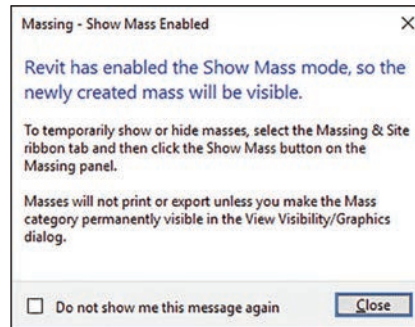 Massing - Show Mass Enabled
Revit has enabled the Show Mass mode, so the
newly created mass will be visible.
To temporarily show or hide masses, select the Massing & Site
ribbon tab and then click the Show Mass button on the
Massing panel.
Masses will not print or export unless you make the Mass
category permanently visible in the View Visibility/Graphics
dialog.
Do not show me this message again
Close